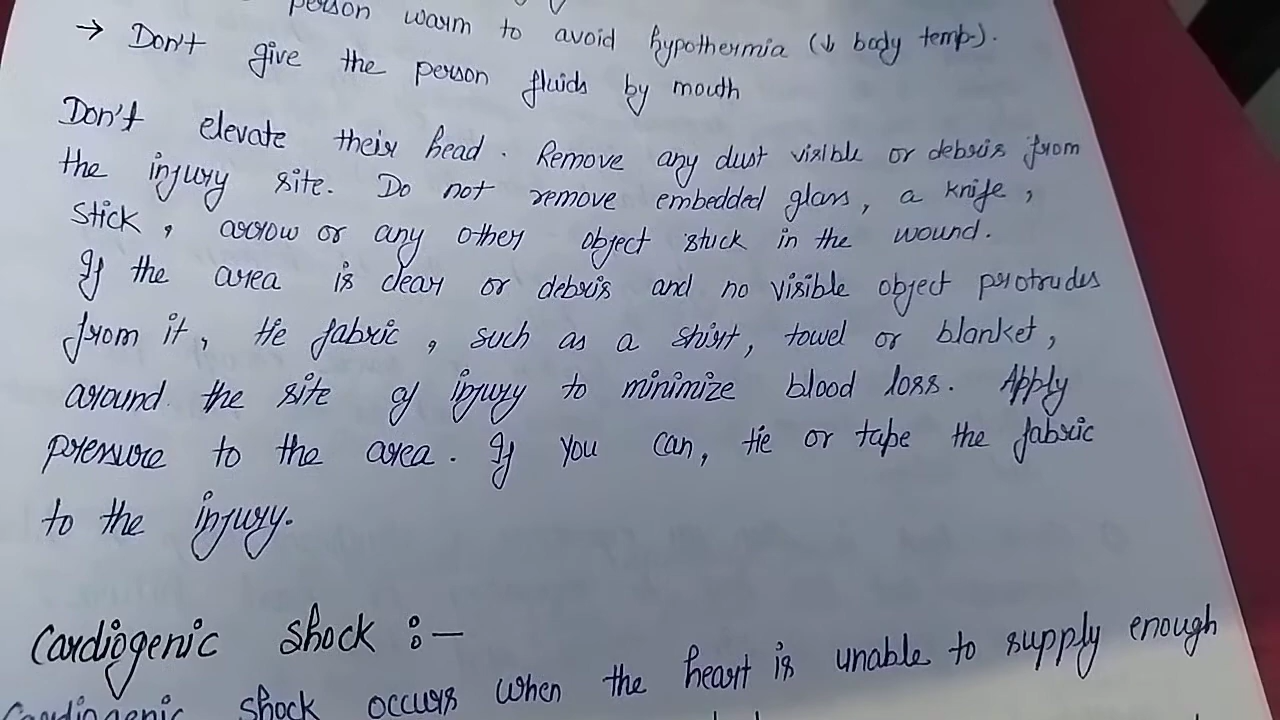 person warm to avoid hypothermia (↓ body temp.).
→ Don't give the person fluids by mouth
Don't elevate their head. Remove any dust visible or debris from
the injury site. Do not remove embedded glass, a knife,
stick, arrow or any other object stuck in the wound.
If the area is clear or debris and no visible object protrudes
from it, tie fabric, such as a shirt, towel or blanket,
around the site of injury to minimize blood loss. Apply
pressure to the area. If you can, tie or tape the fabric
to the injury.
Cardiogenic shock :-
Cardiogenic shock occurs when the heart is unable to supply enough